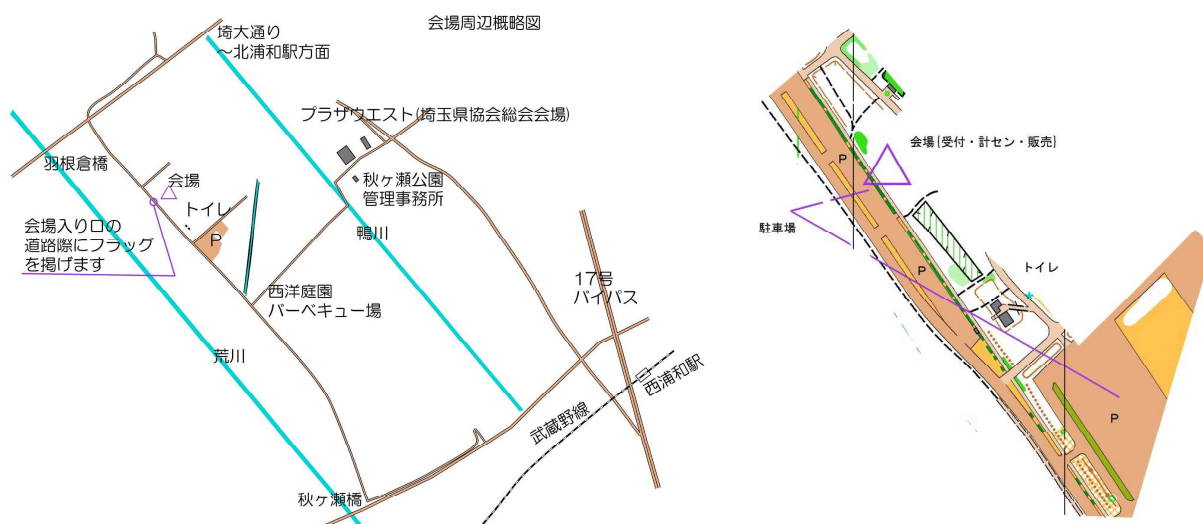 会場周辺概略図
埼大通り
～北浦和駅方面
プラザウエスト(埼玉県協会総会会場)
羽根倉橋
会場
秋ヶ瀬公園
管理事務所
トイレ
会場入り口の
道路際にフラッグ
を掲げます
P
鴨川
西洋庭園
バーベキュー場
17号
バイパス
荒川
西浦和駅
武蔵野線
秋ヶ瀬橋
会場{受付・計セン・販売}
P
駐車場
P
トイレ
P